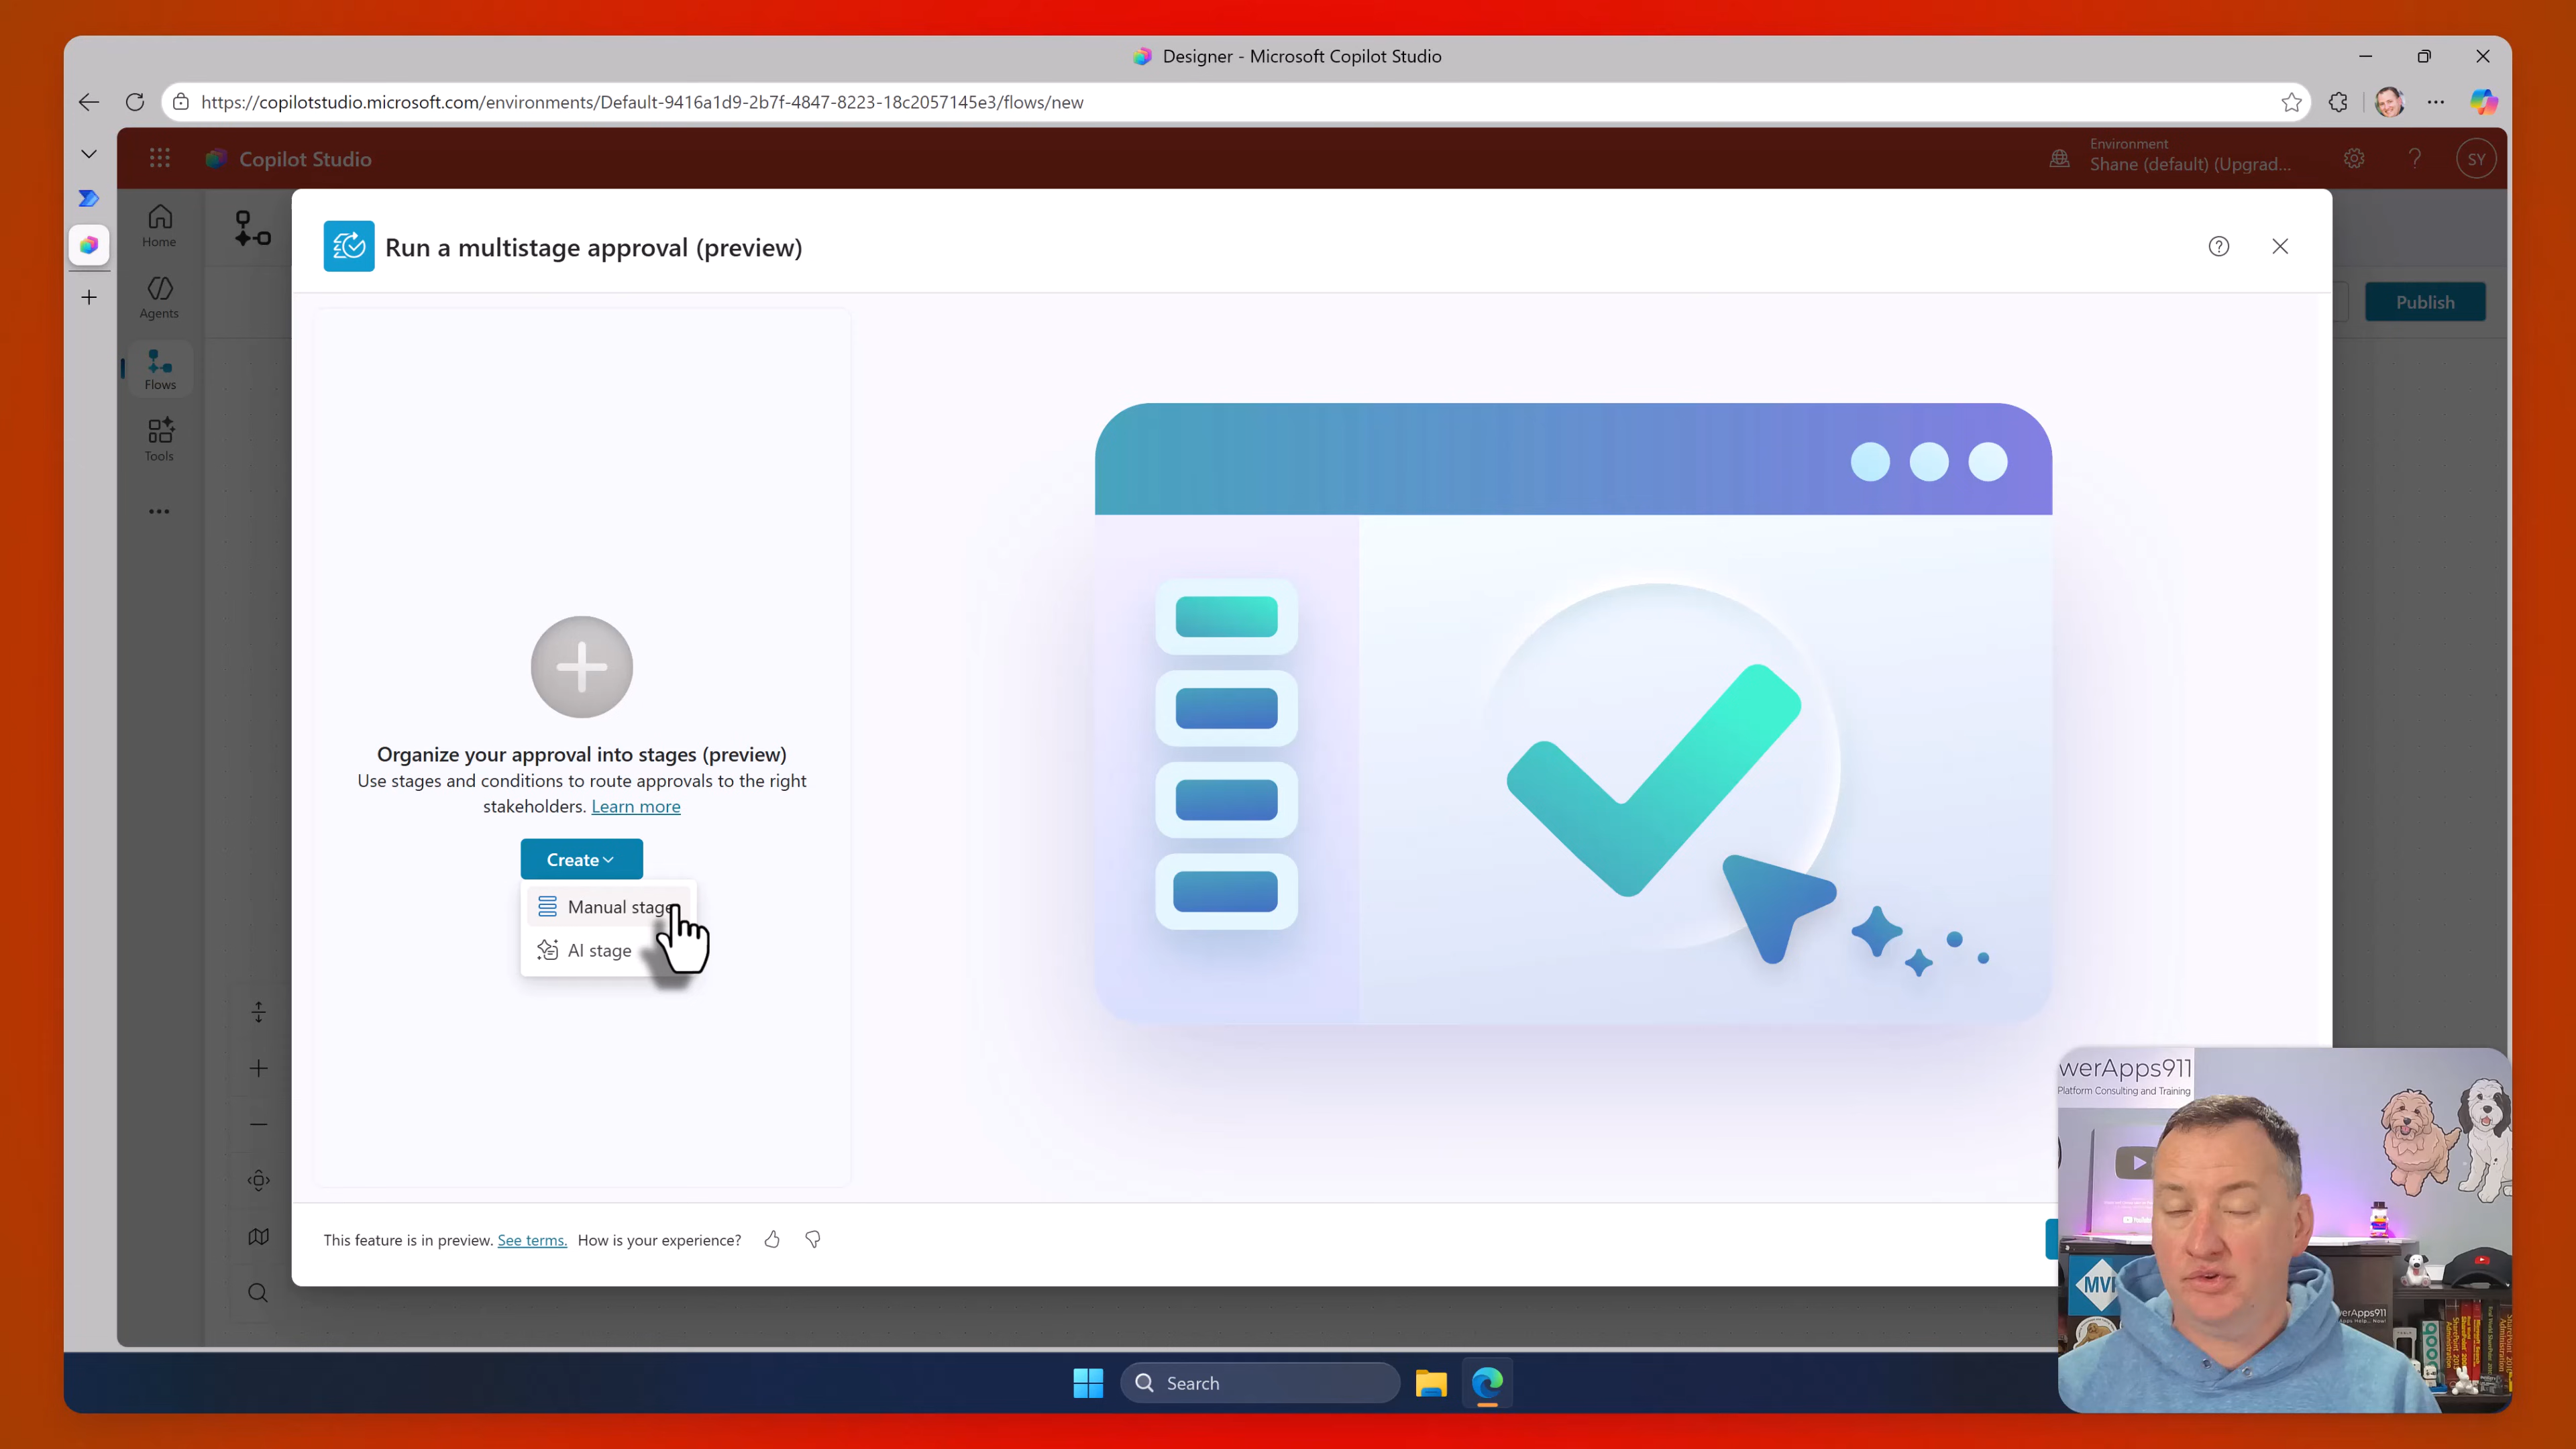 Designer - Microsoft Copilot Studio
https://copilotstudio.microsoft.com/environments/Default-9416a1d9-2b7f-4847-8223-18c2057145e3/flows/new
Copilot Studio
Environment
Shane (default) (Upgrad...
SY
Home
Agents
Flows
Tools
Run a multistage approval (preview)
Publish
Organize your approval into stages (preview)
Use stages and conditions to route approvals to the right
stakeholders. Learn more
Create
Manual stage
AI stage
This feature is in preview. See terms. How is your experience?
werApps911
Platform Consulting and Training
MVP
erApps911
Search